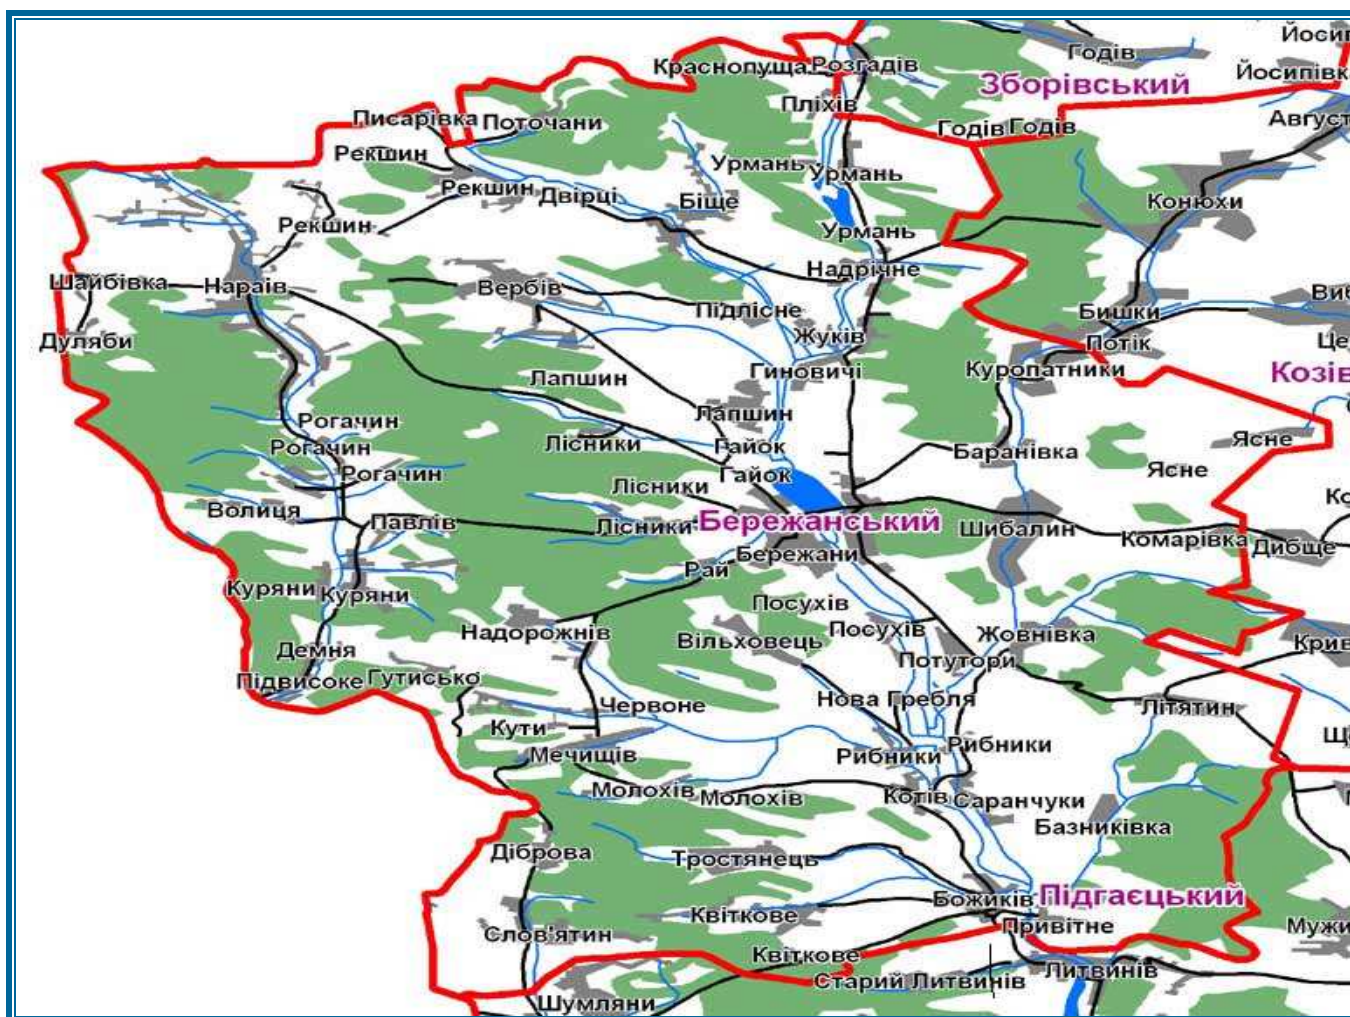 Йосип
Годів
Краснопуща
Розгадів
Йосипівк
Зборівський
Пліхів
Писарівка
Поточани
Годів
Годів
Август
Рекшин
Урмань
Урмань
Рекшин
Двірці
Біще
Конюхи
Рекшин
Урмань
Надрічне
Шайбівка
Нараїв
Вербів
Підлісне
Виб
Бишки
Дуляби
Жуків
Потік
Це
Гиновичі
Куропатники
Козів
Лапшин
Лапшин
Рогачин
Рогачин
Лісники
Гайок
Ясне
Баранівка
Рогачин
Гайок
Ясне
Лісники
Ко
Волиця
Павлів
Лісники
Бережанський
Шибалин
Комарівка
Дибще
Бережани
Рай
Куряни
Куряни
Посухів
Надорожнів
Вільховець
Посухів
Жовнівка
Крив
Демня
Потутори
Підвисоке
Гутисько
Нова Гребля
Червоне
Літятин
Кути
Щ
Мечищів
Рибники
Рибники
Молохів
Молохів
Котів
Саранчуки
Базниківка
Діброва
Тростянець
Божиків
Підгаєцький
Квіткове
Слов'ятин
Привітне
Мужи
Квіткове
Литвинів
Старий Литвинів
Шумляни